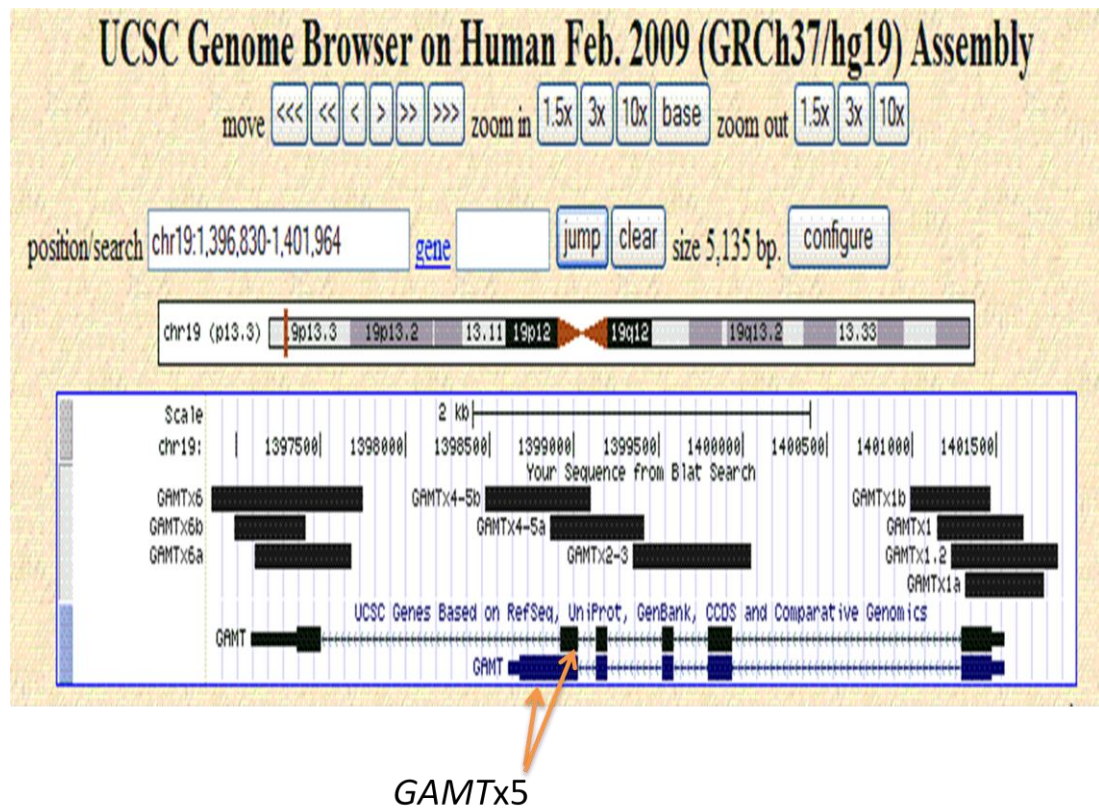 UCSC Genome Browser on Human Feb. 2009 (GRCh37/hg19) Assembly
move <<< << < > >> >>> zoom in 1.5x 3x 10x base zoom out 1.5x 3x 10x
position/search chr19:1,396,830-1,401,964 gene jump clear size 5,135 bp. configure
chr19 (p13.3) 19p13.3 19p13.2 13.11 19p12 19q12 19q13.2 13.33
Scale 2 kb
chr19: 1397500 1398000 1398500 1399000 1399500 1400000 1400500 1401000 1401500
Your Sequence from Blat Search
GAMTx6 GAMTx4-5b GAMTx1b
GAMTx6b GAMTx4-5a GAMTx1
GAMTx6a GAMTx2-3 GAMTx1.2
GAMTx1a
UCSC Genes Based on RefSeq, UniProt, GenBank, CCDS and Comparative Genomics
GAMT
GAMT
GAMTx5